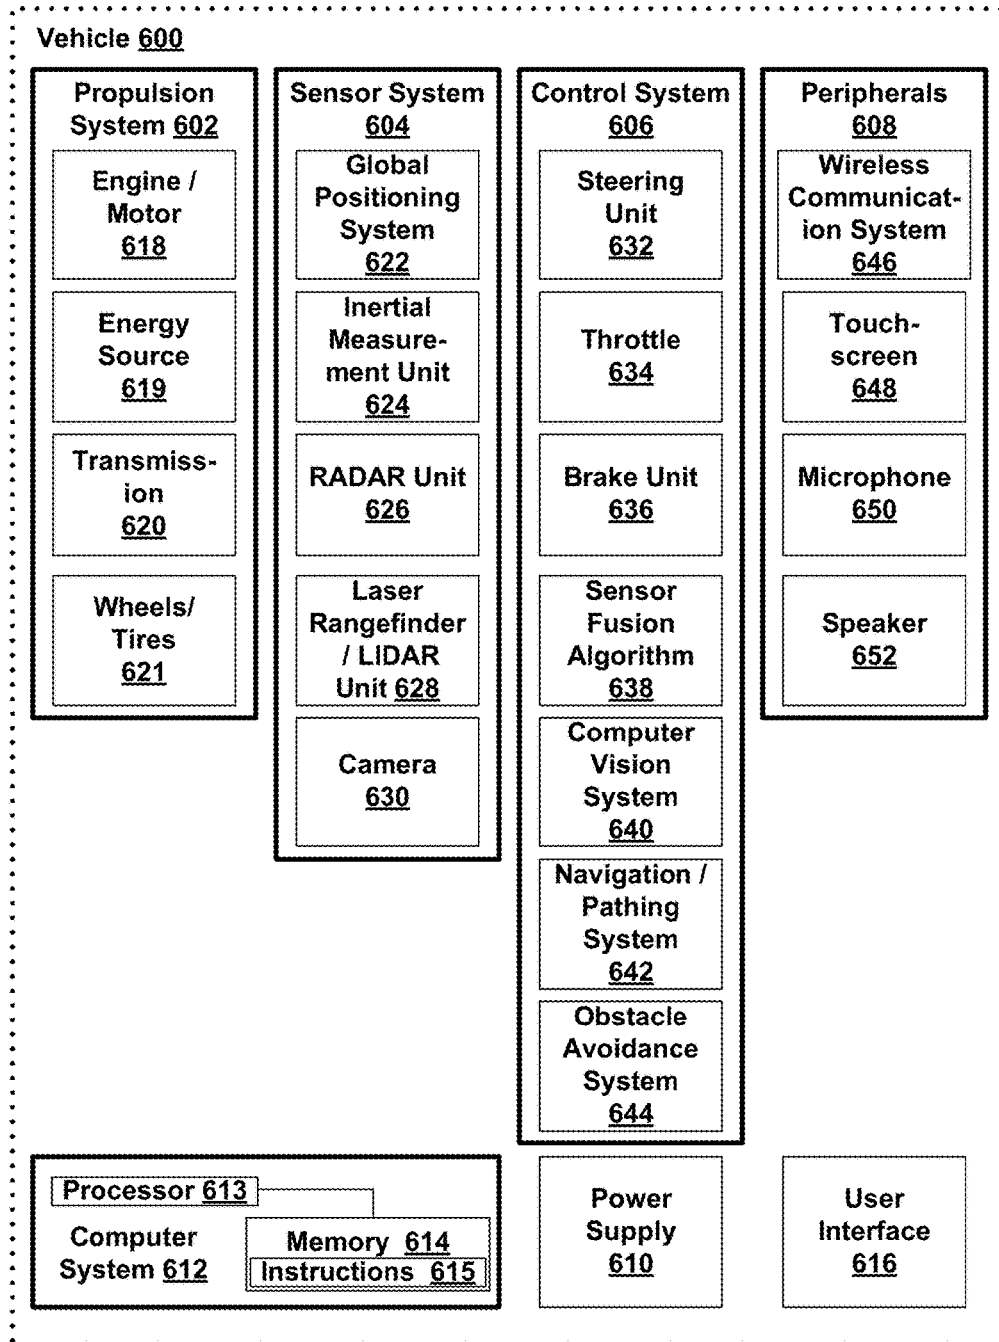 Vehicle 600
Propulsion
System 602
Engine /
Motor
618
Energy
Source
619
Transmiss-
ion
620
Wheels/
Tires
621
Sensor System
604
Global
Positioning
System
622
Inertial
Measure-
ment Unit
624
RADAR Unit
626
Laser
Rangefinder
/ LIDAR
Unit 628
Camera
630
Control System
606
Steering
Unit
632
Throttle
634
Brake Unit
636
Sensor
Fusion
Algorithm
638
Computer
Vision
System
640
Navigation /
Pathing
System
642
Obstacle
Avoidance
System
644
Peripherals
608
Wireless
Communicat-
ion System
646
Touch-
screen
648
Microphone
650
Speaker
652
Processor 613
Computer
System 612
Memory 614
Instructions 615
Power
Supply
610
User
Interface
616